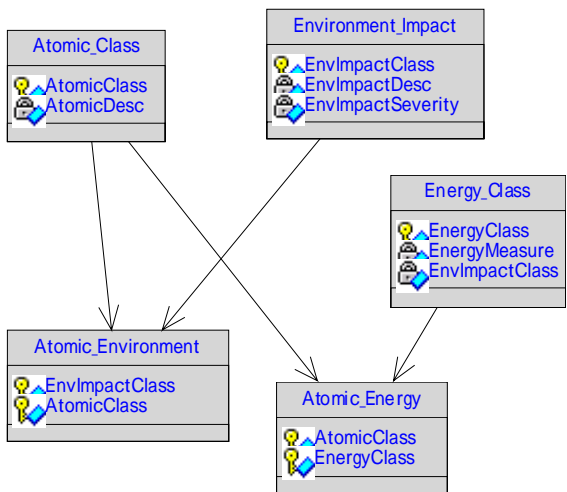 Atomic_Class
AtomicClass
AtomicDesc
Environment_Impact
EnvImpactClass
EnvImpactDesc
EnvImpactSeverity
Energy_Class
EnergyClass
EnergyMeasure
EnvImpactClass
Atomic_Environment
EnvImpactClass
AtomicClass
Atomic_Energy
AtomicClass
EnergyClass